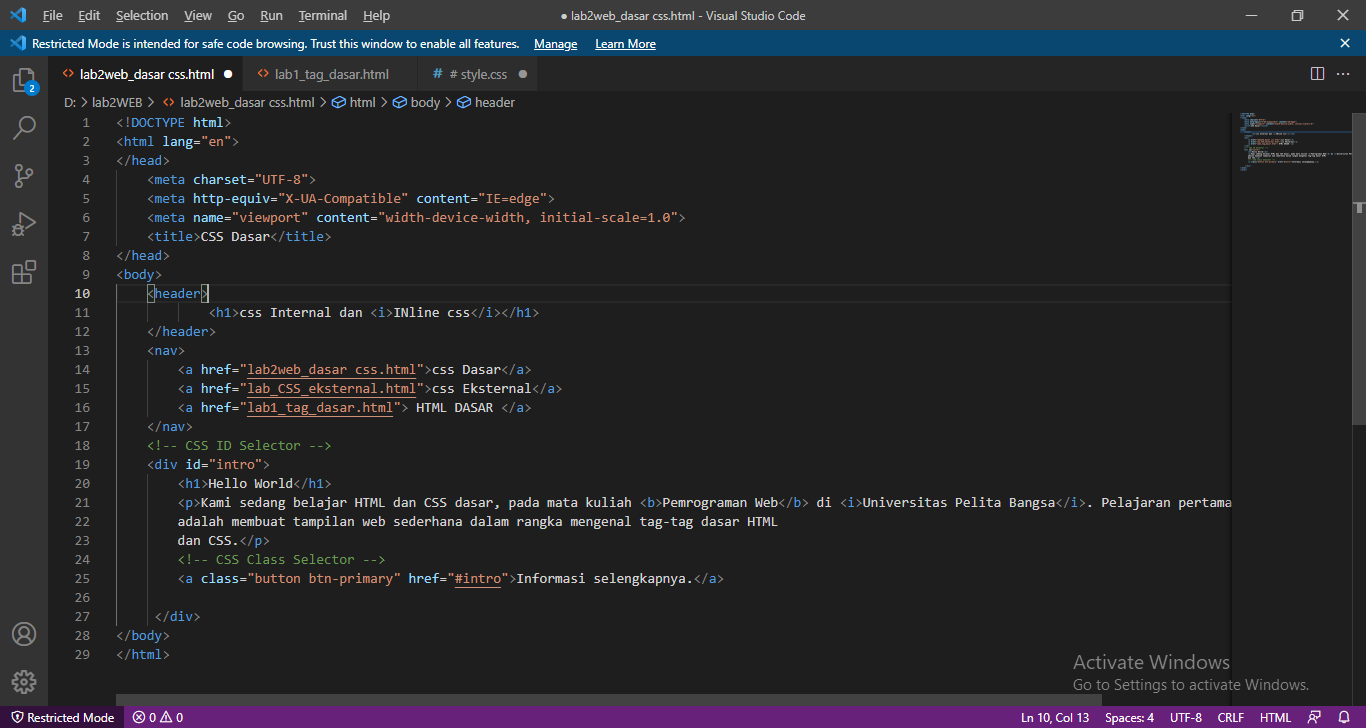 File Edit Selection View Go Run Terminal Help ● lab2web_dasar css.html - Visual Studio Code
Restricted Mode is intended for safe code browsing. Trust this window to enable all features. Manage Learn More
2
lab2web_dasar css.html ● lab1_tag_dasar.html # # style.css ●
D: > lab2WEB > lab2web_dasar css.html > html > body > header
1 <!DOCTYPE html>
2 <html lang="en">
3 </head>
4 <meta charset="UTF-8">
5 <meta http-equiv="X-UA-Compatible" content="IE=edge">
6 <meta name="viewport" content="width-device-width, initial-scale=1.0">
7 <title>CSS Dasar</title>
8 </head>
9 <body>
10 <header>
11 <h1>css Internal dan <i>INline css</i></h1>
12 </header>
13 <nav>
14 <a href="lab2web_dasar css.html">css Dasar</a>
15 <a href="lab_CSS_eksternal.html">css Eksternal</a>
16 <a href="lab1_tag_dasar.html"> HTML DASAR </a>
17 </nav>
18 <!-- CSS ID Selector -->
19 <div id="intro">
20 <h1>Hello World</h1>
21 <p>Kami sedang belajar HTML dan CSS dasar, pada mata kuliah <b>Pemrograman Web</b> di <i>Universitas Pelita Bangsa</i>. Pelajaran pertama
22 adalah membuat tampilan web sederhana dalam rangka mengenal tag-tag dasar HTML
23 dan CSS.</p>
24 <!-- CSS Class Selector -->
25 <a class="button btn-primary" href="#intro">Informasi selengkapnya.</a>
26
27 </div>
28 </body>
29 </html>
Activate Windows
Go to Settings to activate Windows.
Restricted Mode 0 0 Ln 10, Col 13 Spaces: 4 UTF-8 CRLF HTML